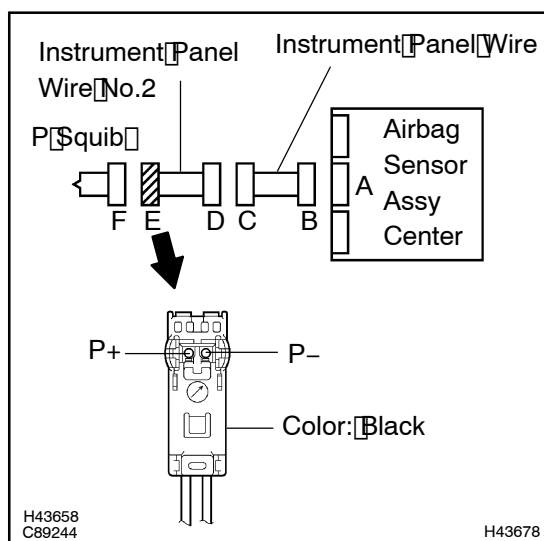 Instrument Panel
Wire No.2
Instrument Panel Wire
P Squib
Airbag
Sensor
Assy
Center
A
F
E
D
C
B
P+
P−
Color: Black
H43658
C89244
H43678